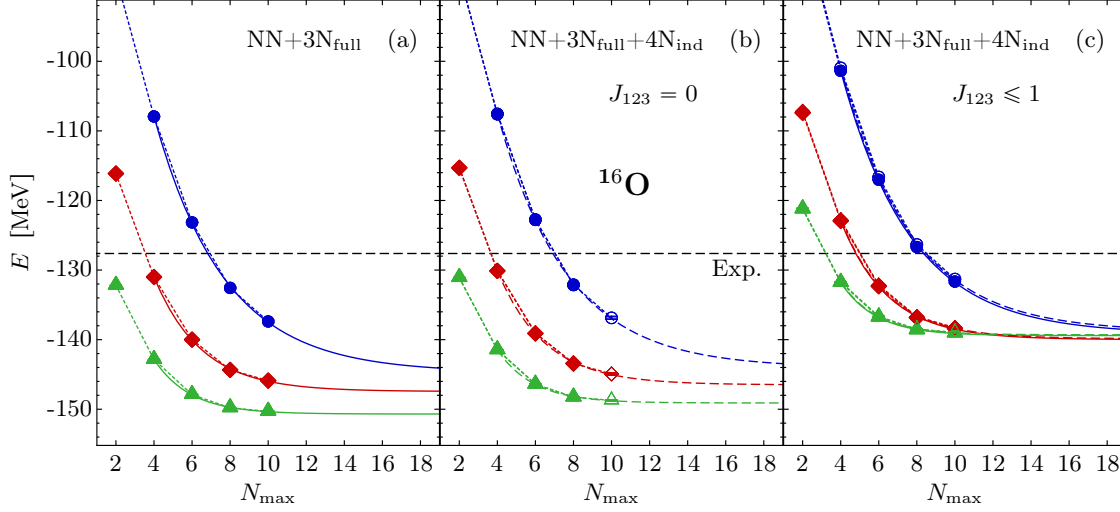 NN+3N_full (a)
NN+3N_full+4N_ind (b)
J_123 = 0
NN+3N_full+4N_ind (c)
J_123 ⩽ 1
^16O
Exp.
E [MeV]
-100
-110
-120
-130
-140
-150
2 4 6 8 10 12 14 16 18
2 4 6 8 10 12 14 16 18
2 4 6 8 10 12 14 16 18
N_max
N_max
N_max